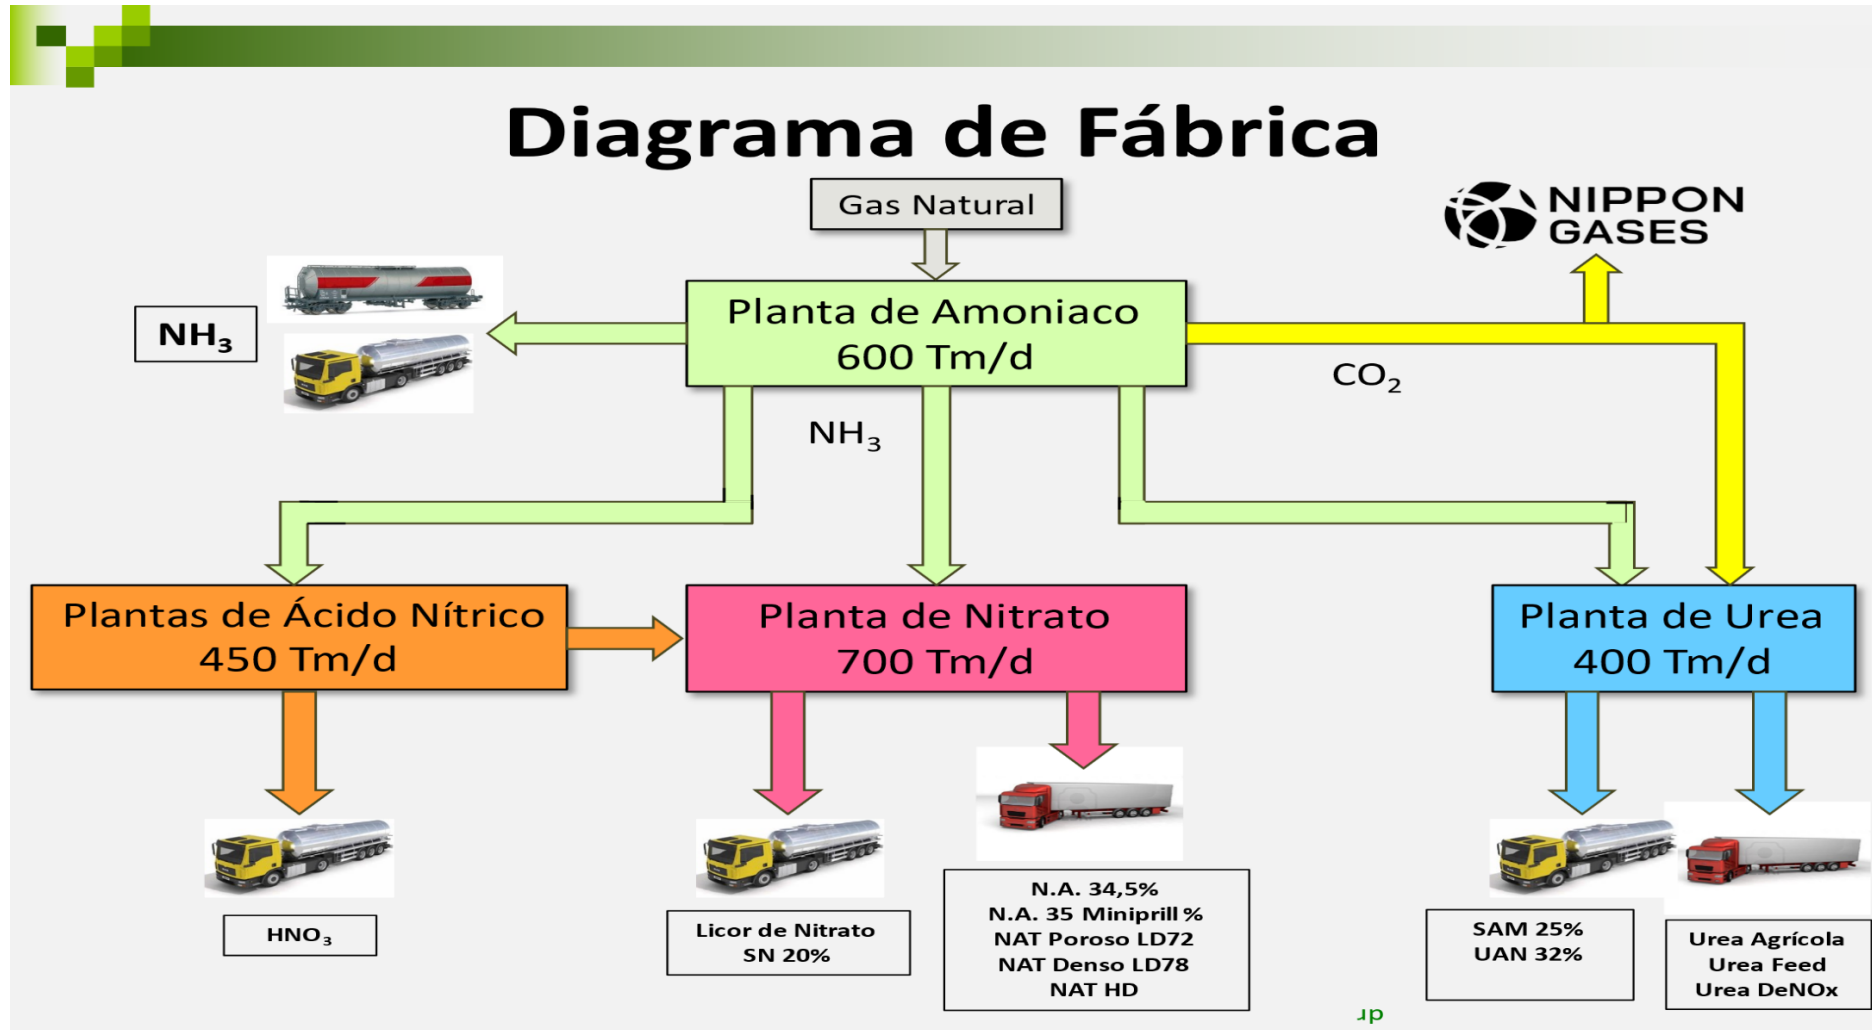 Diagrama de Fábrica
Gas Natural
NIPPON
GASES
Planta de Amoniaco
600 Tm/d
NH₃
CO₂
NH₃
Plantas de Ácido Nítrico
450 Tm/d
Planta de Nitrato
700 Tm/d
Planta de Urea
400 Tm/d
HNO₃
Licor de Nitrato
SN 20%
N.A. 34,5%
N.A. 35 Miniprill %
NAT Poroso LD72
NAT Denso LD78
NAT HD
SAM 25%
UAN 32%
Urea Agrícola
Urea Feed
Urea DeNOx